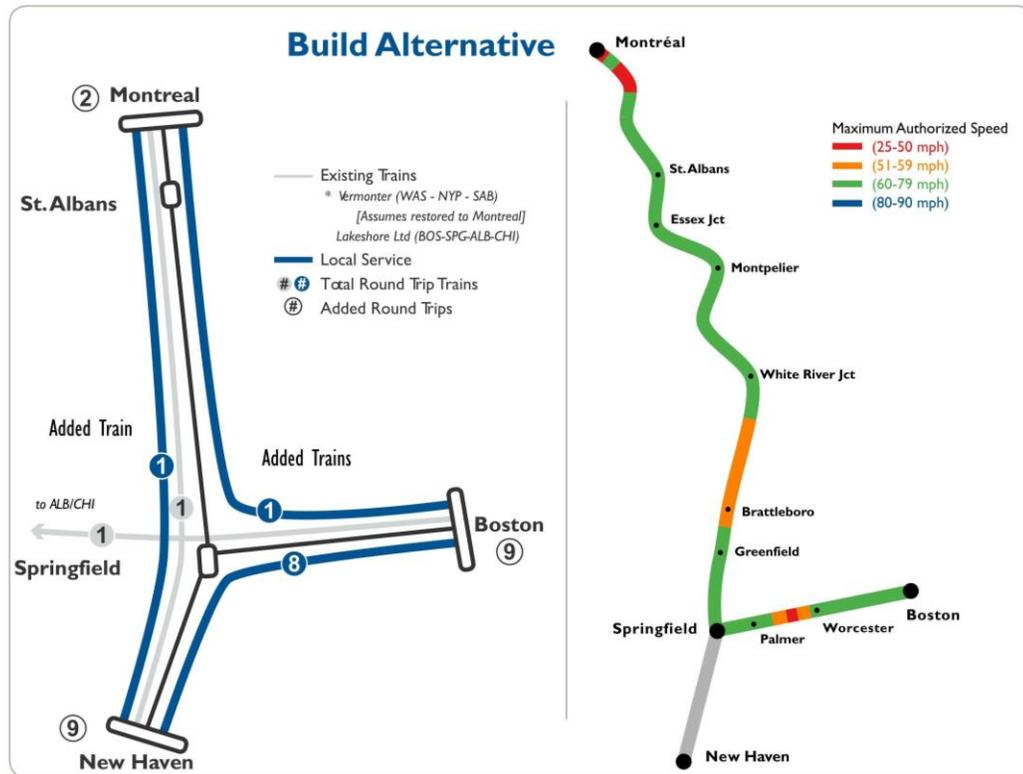 Build Alternative
② Montreal
St. Albans
Existing Trains
* Vermonter (WAS - NYP - SAB)
[Assumes restored to Montreal]
Lakeshore Ltd (BOS-SPG-ALB-CHI)
Local Service
# # Total Round Trip Trains
# Added Round Trips
Added Train
Added Trains
1
1
1
to ALB/CHI
1
Boston
⑨
Springfield
8
⑨
New Haven
Montréal
Maximum Authorized Speed
(25-50 mph)
(51-59 mph)
(60-79 mph)
(80-90 mph)
St. Albans
Essex Jct
Montpelier
White River Jct
Brattleboro
Greenfield
Springfield
Palmer
Worcester
Boston
New Haven